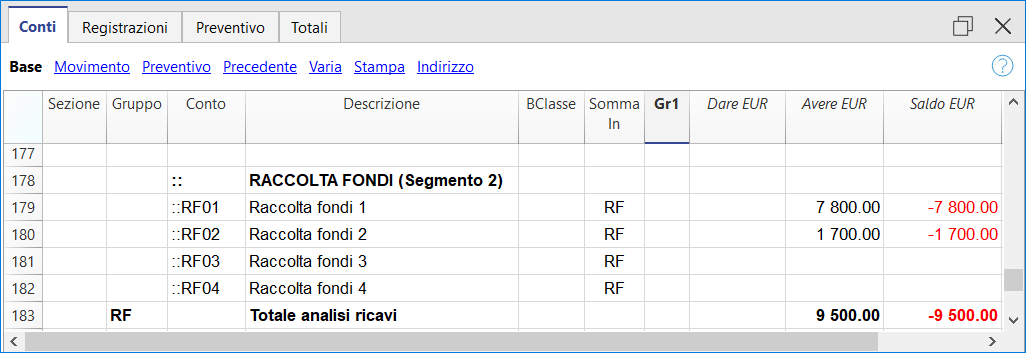 Conti Registrazioni Preventivo Totali
Base Movimento Preventivo Precedente Varia Stampa Indirizzo ?
Sezione Gruppo Conto Descrizione BClasse Somma In Gr1 Dare EUR Avere EUR Saldo EUR
177
178 :: RACCOLTA FONDI (Segmento 2)
179 ::RF01 Raccolta fondi 1 RF 7 800.00 -7 800.00
180 ::RF02 Raccolta fondi 2 RF 1 700.00 -1 700.00
181 ::RF03 Raccolta fondi 3 RF
182 ::RF04 Raccolta fondi 4 RF
183 RF Totale analisi ricavi 9 500.00 -9 500.00